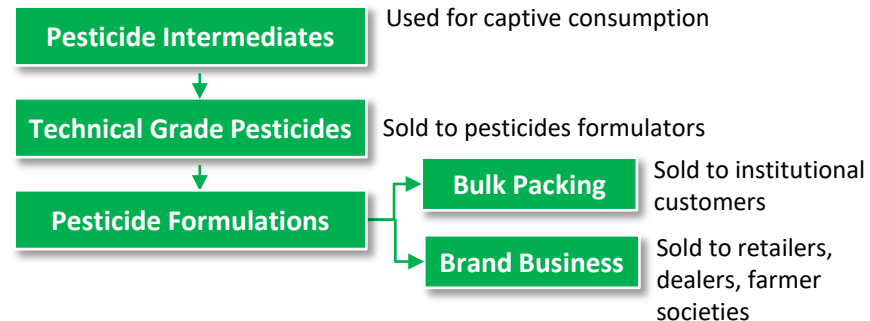 Pesticide Intermediates
Used for captive consumption
Technical Grade Pesticides
Sold to pesticides formulators
Pesticide Formulations
Bulk Packing
Sold to institutional
customers
Brand Business
Sold to retailers,
dealers, farmer
societies